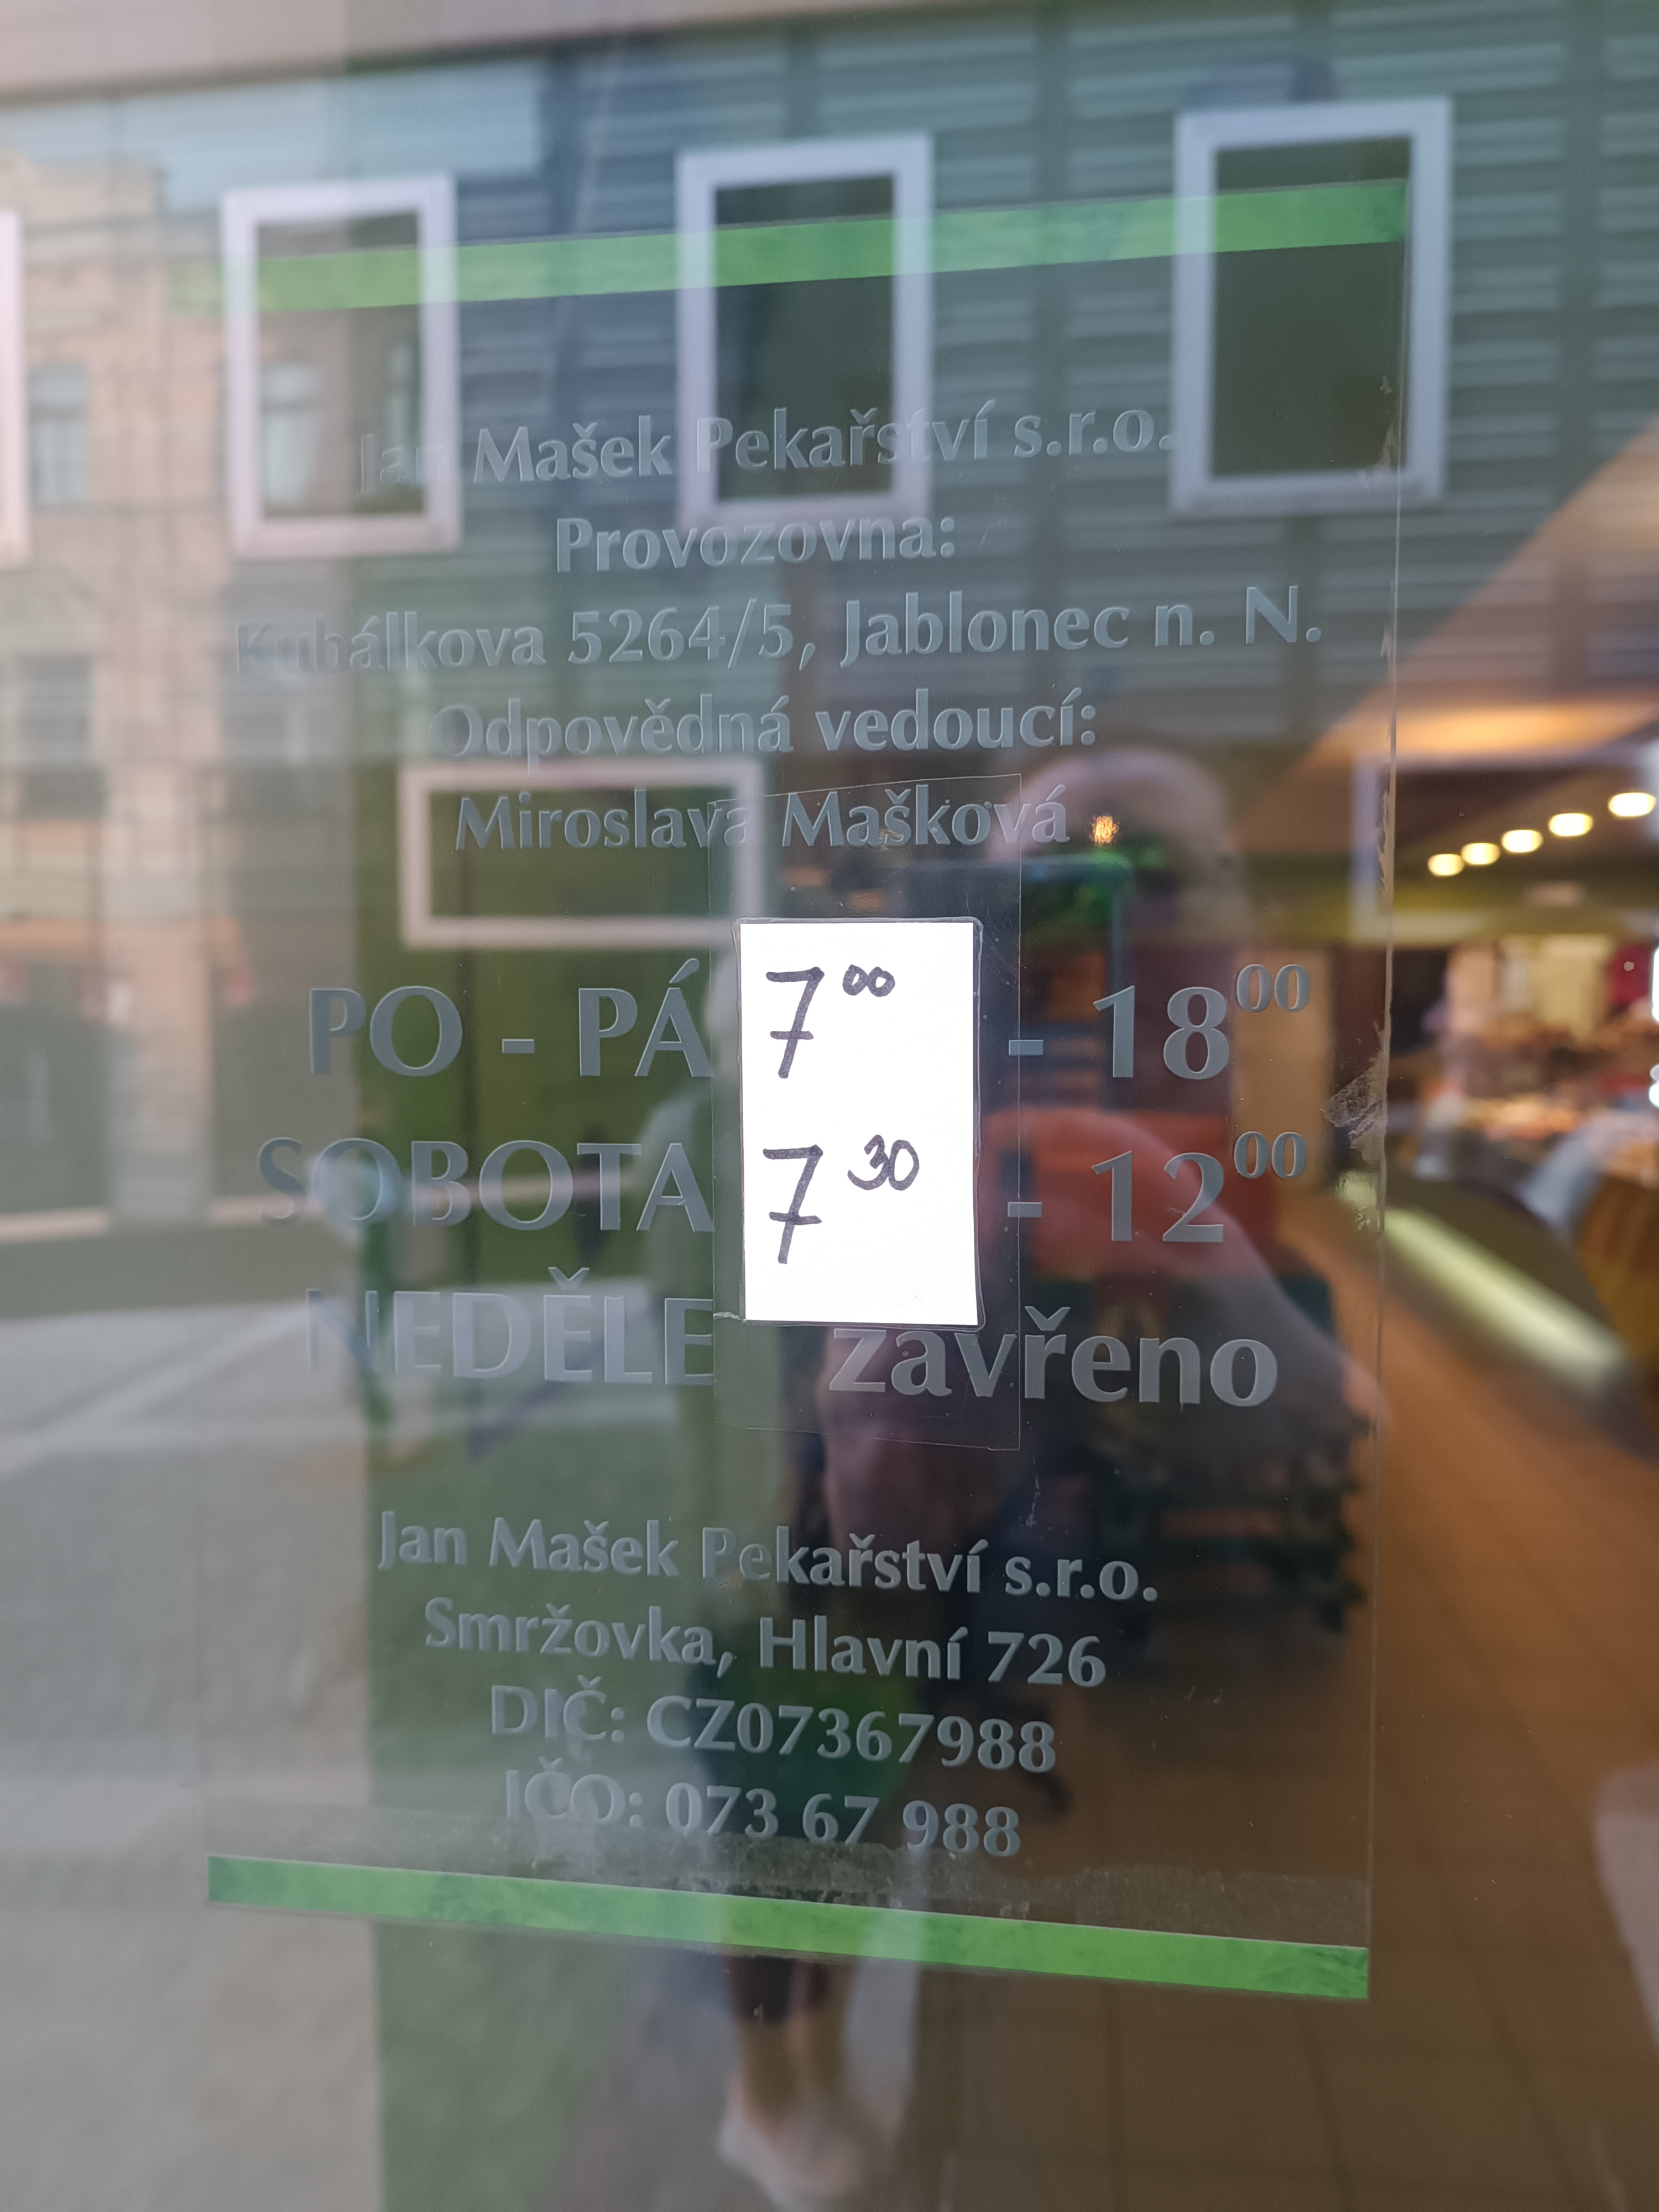 Jan Mašek Pekařství s.r.o.
Provozovna:
Kubálkova 5264/5, Jablonec n. N.
Odpovědná vedoucí:
Miroslava Mašková
PO - PÁ 7⁰⁰ - 18⁰⁰
SOBOTA 7³⁰ - 12⁰⁰
NEDĚLE zavřeno
Jan Mašek Pekařství s.r.o.
Smržovka, Hlavní 726
DIČ: CZ07367988
IČO: 073 67 988